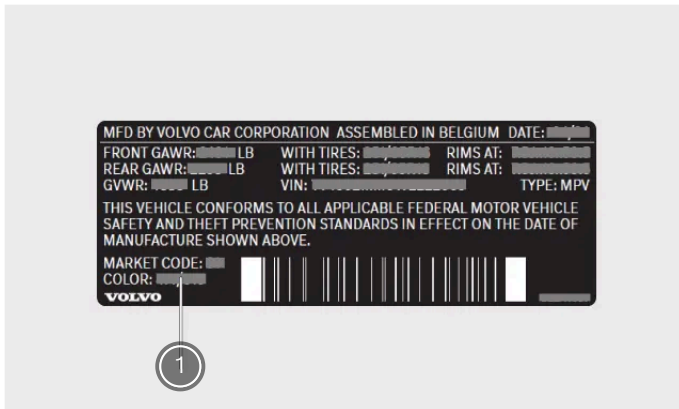 MFD BY VOLVO CAR CORPORATION ASSEMBLED IN BELGIUM DATE:
FRONT GAWR: LB WITH TIRES: RIMS AT:
REAR GAWR: LB WITH TIRES: RIMS AT:
GVWR: LB VIN: TYPE: MPV
THIS VEHICLE CONFORMS TO ALL APPLICABLE FEDERAL MOTOR VEHICLE
SAFETY AND THEFT PREVENTION STANDARDS IN EFFECT ON THE DATE OF
MANUFACTURE SHOWN ABOVE.
MARKET CODE:
COLOR:
VOLVO
1